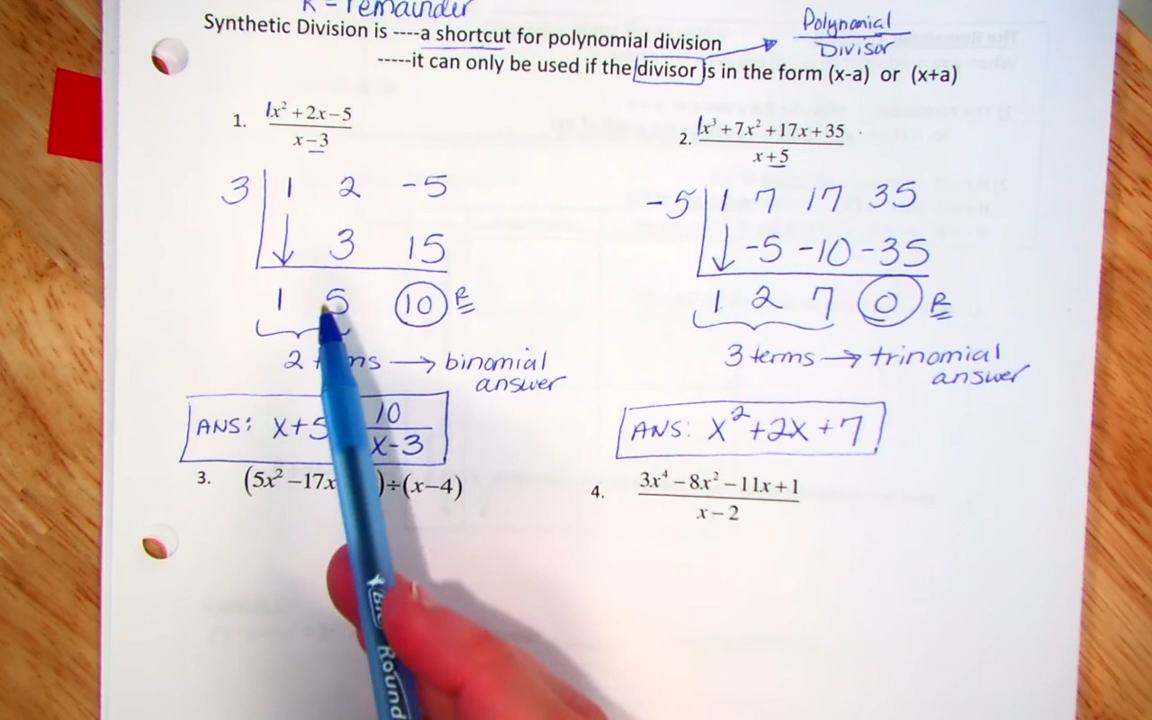 R = remainder
Synthetic Division is ----a shortcut for polynomial division
-----it can only be used if the divisor is in the form (x-a) or (x+a)
Polynomial
Divisor
1. 1x² + 2x – 5
x – 3
3 1 2 -5
3 15
1 5 10 R
2 → binomial
answer
ANS: x+5 10
x-3
2. 1x³ + 7x² + 17x + 35
x + 5
-5 1 7 17 35
-5 -10 -35
1 2 7 0 R
3 terms → trinomial
answer
ANS: x² + 2x + 7
3. (5x² – 17x )÷(x–4)
4. 3x⁴ – 8x² – 11x + 1
x – 2
Round